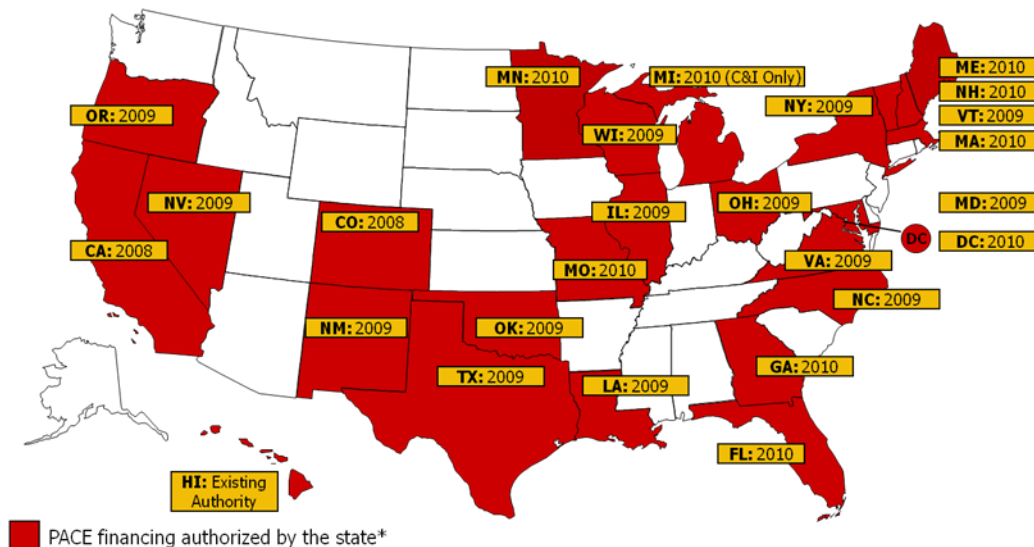 MN: 2010
MI: 2010 (C&I Only)
ME: 2010
NH: 2010
NY: 2009
OR: 2009
VT: 2009
WI: 2009
MA: 2010
NV: 2009
OH: 2009
MD: 2009
IL: 2009
CO: 2008
DC
DC: 2010
CA: 2008
VA: 2009
MO: 2010
NC: 2009
NM: 2009
OK: 2009
GA: 2010
TX: 2009
LA: 2009
FL: 2010
HI: Existing
Authority
PACE financing authorized by the state*